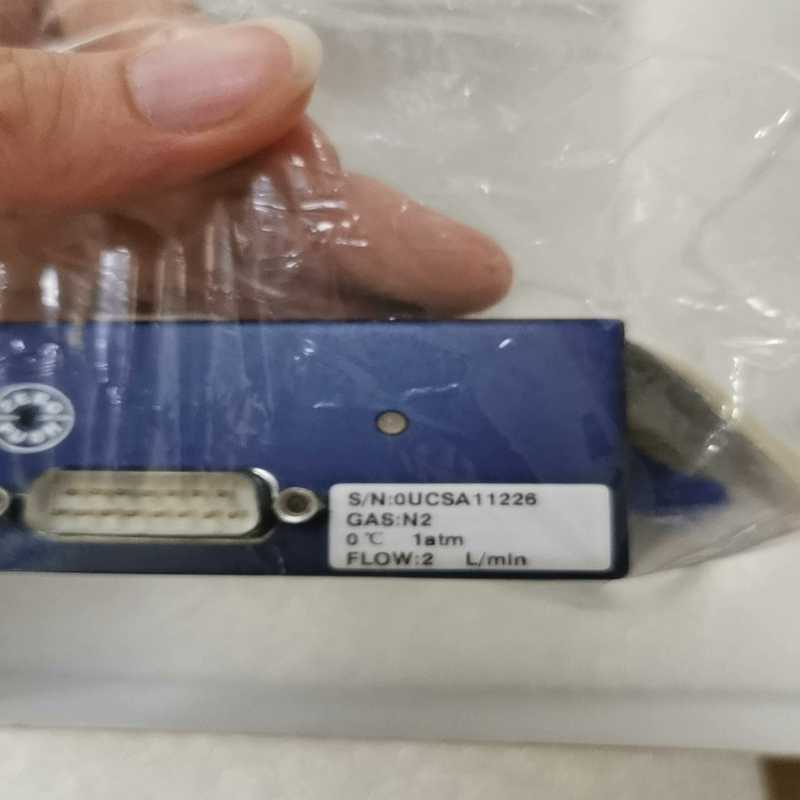 S/N:0UCSA11226
GAS:N2
0 ℃ 1atm
FLOW:2 L/min